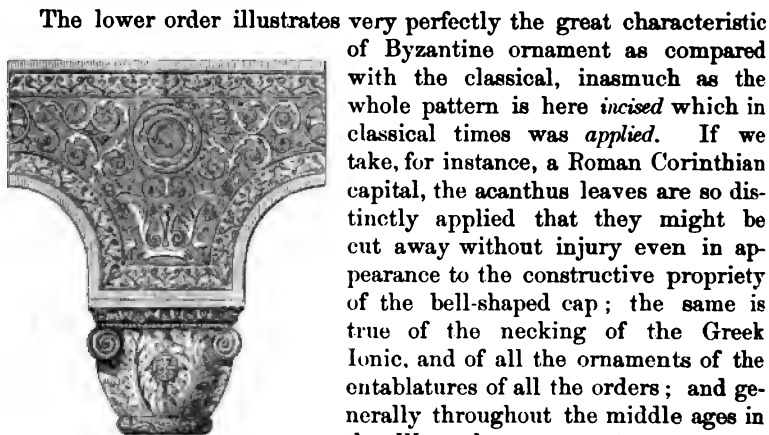 The lower order illustrates very perfectly the great characteristic
of Byzantine ornament as compared
with the classical, inasmuch as the
whole pattern is here incised which in
classical times was applied. If we
take, for instance, a Roman Corinthian
capital, the acanthus leaves are so dis-
tinctly applied that they might be
cut away without injury even in ap-
pearance to the constructive propriety
of the bell-shaped cap; the same is
true of the necking of the Greek
Ionic, and of all the ornaments of the
entablatures of all the orders; and ge-
nerally throughout the middle ages in